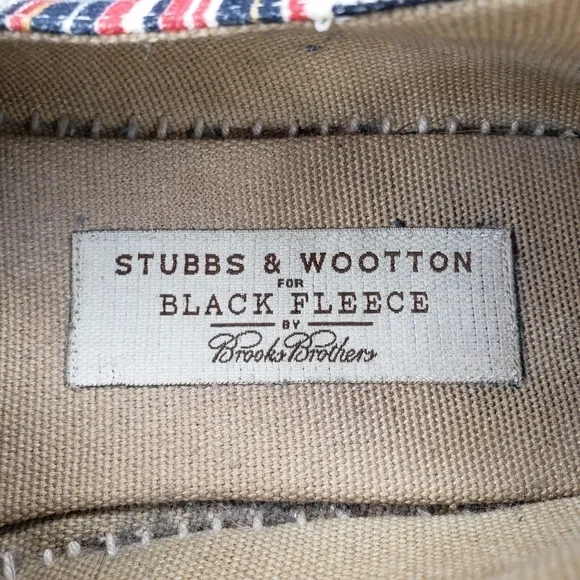 STUBBS & WOOTTON
FOR
BLACK FLEECE
BY
Brooks Brothers